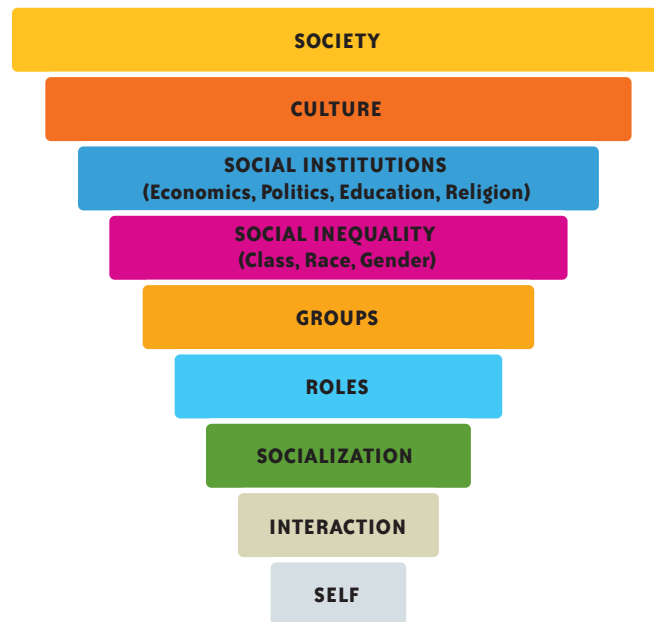 SOCIETY
CULTURE
SOCIAL INSTITUTIONS
(Economics, Politics, Education, Religion)
SOCIAL INEQUALITY
(Class, Race, Gender)
GROUPS
ROLES
SOCIALIZATION
INTERACTION
SELF